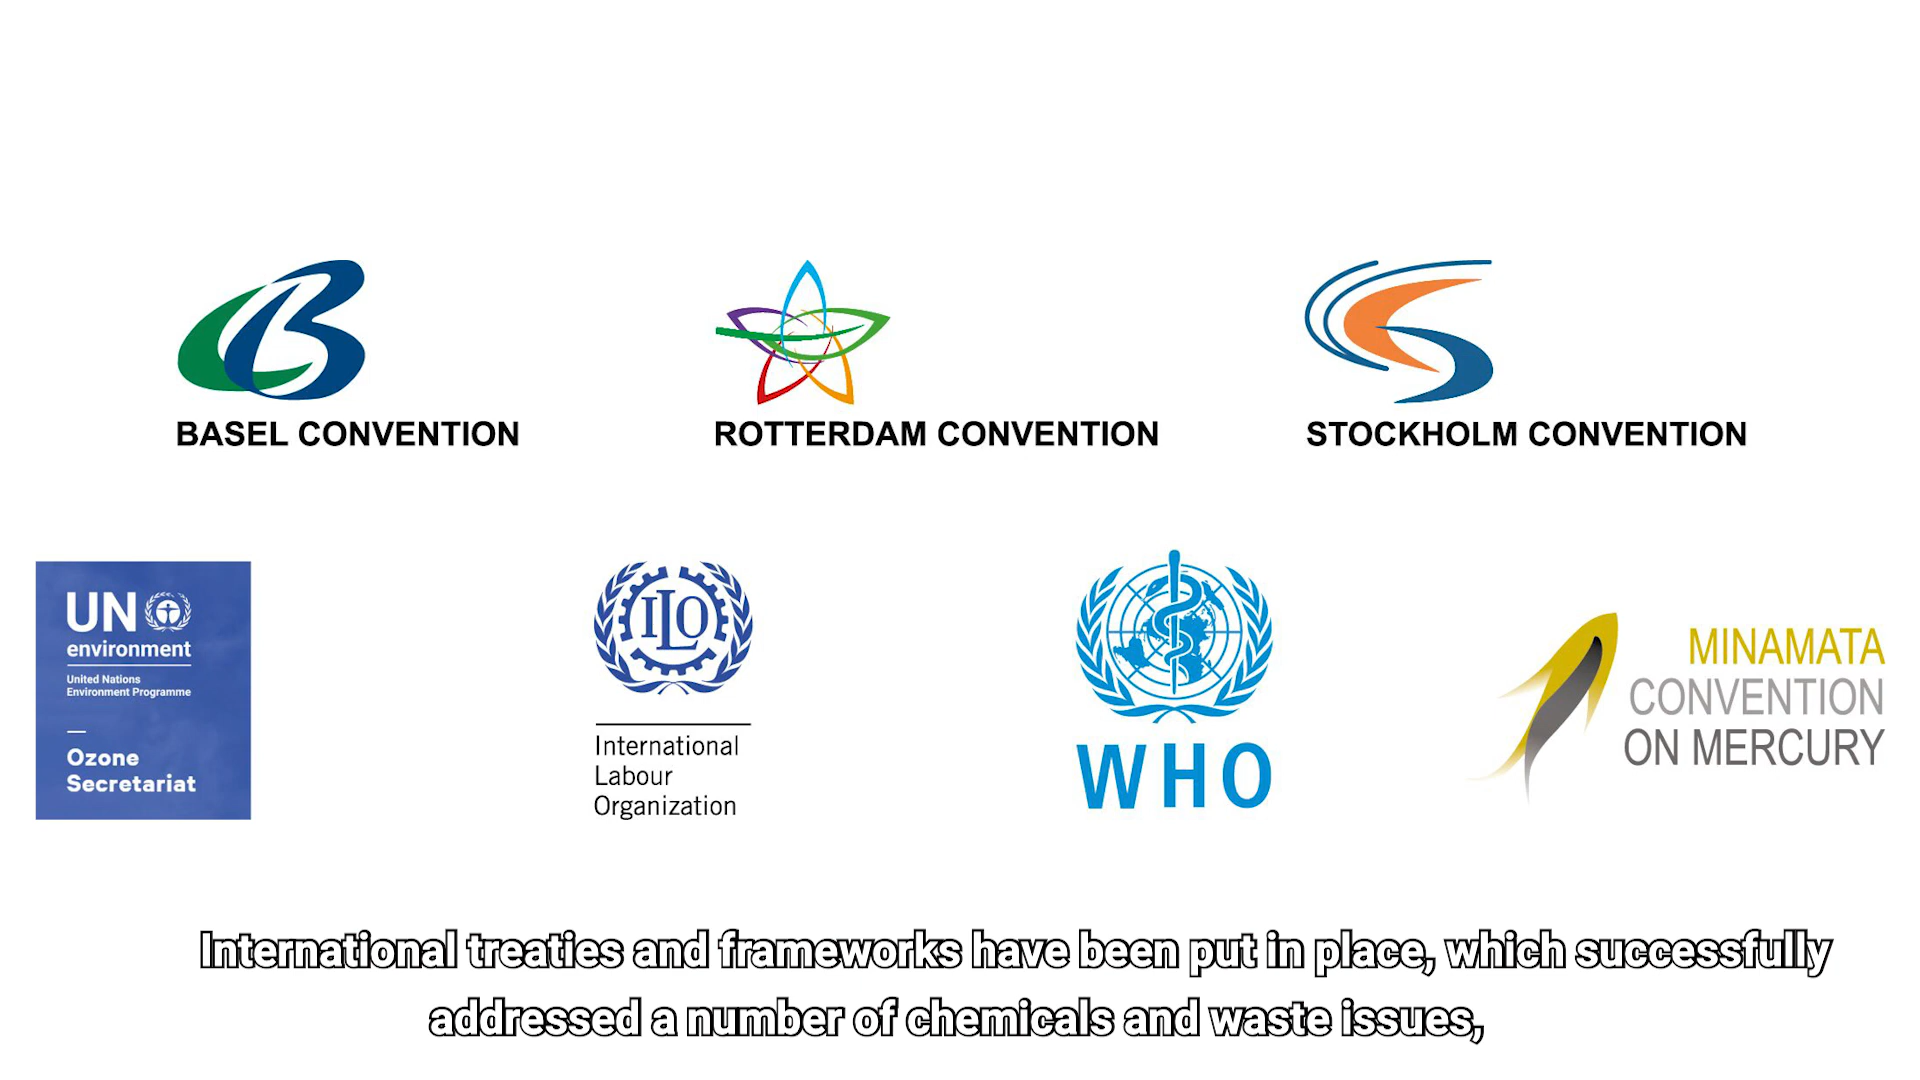 BASEL CONVENTION
ROTTERDAM CONVENTION
STOCKHOLM CONVENTION
UN
environment
United Nations
Environment Programme
Ozone
Secretariat
ILO
International
Labour
Organization
WHO
MINAMATA
CONVENTION
ON MERCURY
International treaties and frameworks have been put in place, which successfully
addressed a number of chemicals and waste issues,